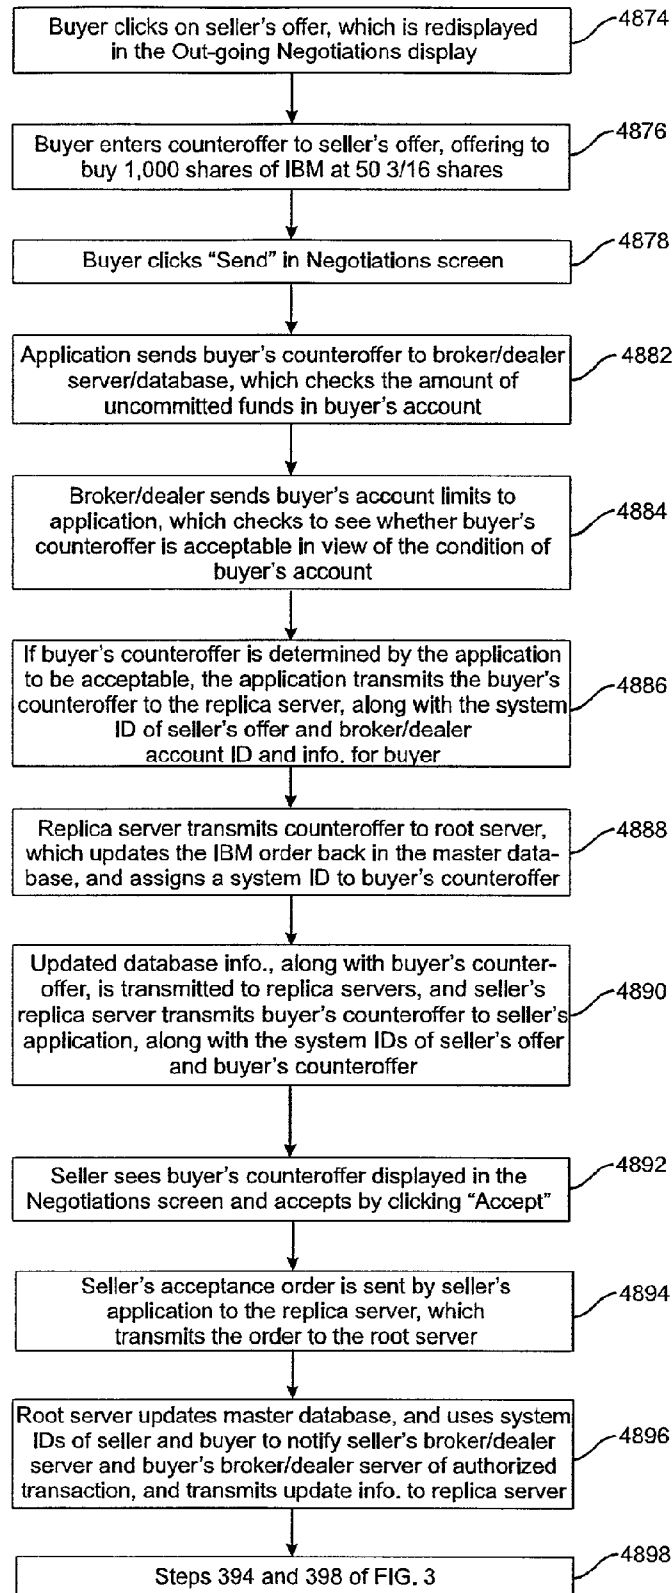 Buyer clicks on seller's offer, which is redisplayed
in the Out-going Negotiations display
4874
Buyer enters counteroffer to seller's offer, offering to
buy 1,000 shares of IBM at 50 3/16 shares
4876
Buyer clicks “Send” in Negotiations screen
4878
Application sends buyer's counteroffer to broker/dealer
server/database, which checks the amount of
uncommitted funds in buyer's account
4882
Broker/dealer sends buyer's account limits to
application, which checks to see whether buyer's
counteroffer is acceptable in view of the condition of
buyer's account
4884
If buyer's counteroffer is determined by the application
to be acceptable, the application transmits the buyer's
counteroffer to the replica server, along with the system
ID of seller's offer and broker/dealer
account ID and info. for buyer
4886
Replica server transmits counteroffer to root server,
which updates the IBM order back in the master data-
base, and assigns a system ID to buyer's counteroffer
4888
Updated database info., along with buyer's counter-
offer, is transmitted to replica servers, and seller's
replica server transmits buyer's counteroffer to seller's
application, along with the system IDs of seller's offer
and buyer's counteroffer
4890
Seller sees buyer's counteroffer displayed in the
Negotiations screen and accepts by clicking “Accept”
4892
Seller's acceptance order is sent by seller's
application to the replica server, which
transmits the order to the root server
4894
Root server updates master database, and uses system
IDs of seller and buyer to notify seller's broker/dealer
server and buyer's broker/dealer server of authorized
transaction, and transmits update info. to replica server
4896
Steps 394 and 398 of FIG. 3
4898